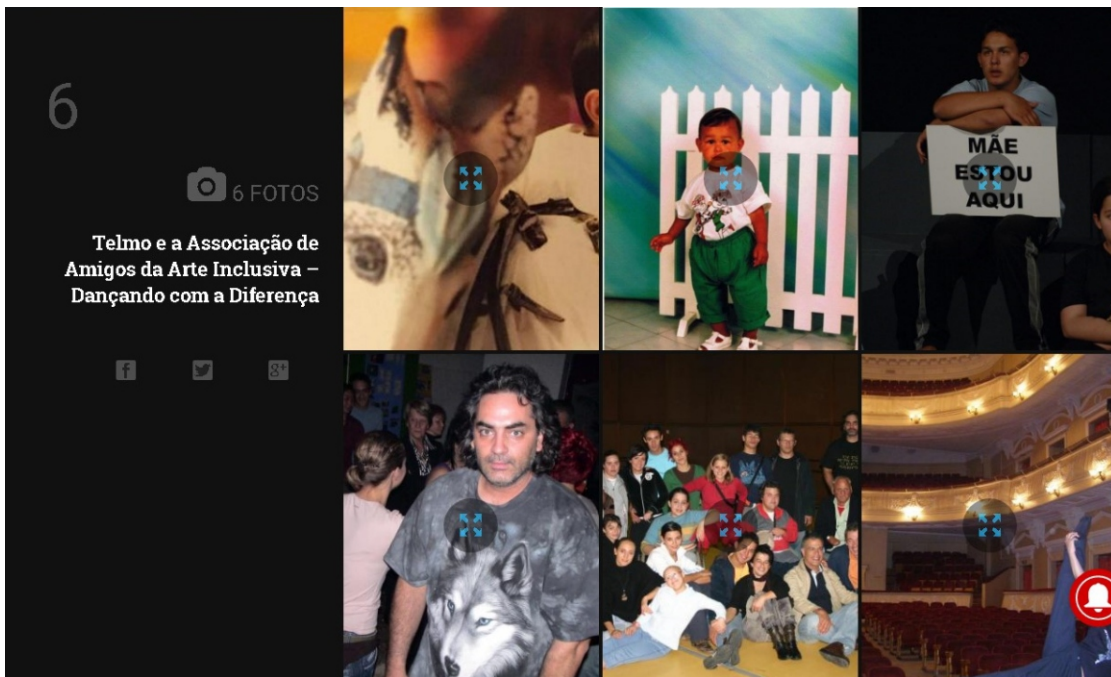 6
6 FOTOS
Telmo e a Associação de
Amigos da Arte Inclusiva –
Dançando com a Diferença
f
g+
MÃE
ESTOU
AQUI